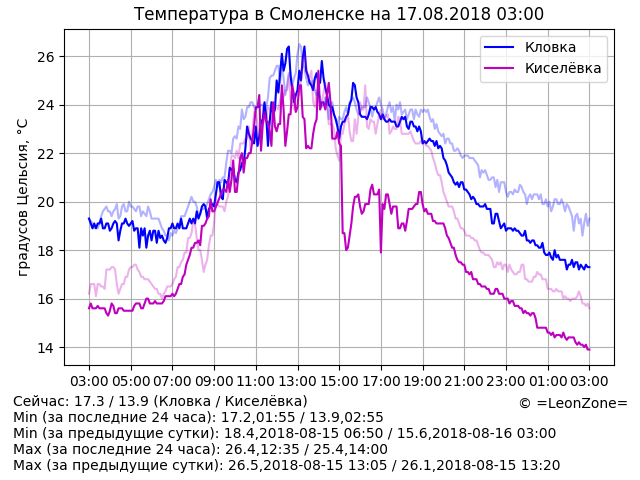 Температура в Смоленске на 17.08.2018 03:00
градусов Цельсия, °C
26
24
22
20
18
16
14
Кловка
Киселёвка
03:00 05:00 07:00 09:00 11:00 13:00 15:00 17:00 19:00 21:00 23:00 01:00 03:00
Сейчас: 17.3 / 13.9 (Кловка / Киселёвка)
© =LeonZone=
Min (за последние 24 часа): 17.2,01:55 / 13.9,02:55
Min (за предыдущие сутки): 18.4,2018-08-15 06:50 / 15.6,2018-08-16 03:00
Max (за последние 24 часа): 26.4,12:35 / 25.4,14:00
Max (за предыдущие сутки): 26.5,2018-08-15 13:05 / 26.1,2018-08-15 13:20